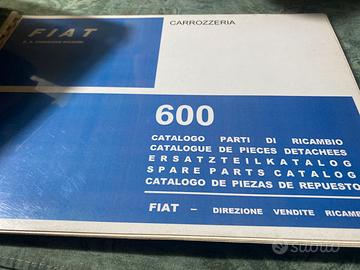 FIAT
CARROZZERIA
600
CATALOGO PARTI DI RICAMBIO
CATALOGUE DE PIECES DETACHEES
ERSATZTEILKATALOG
SPARE PARTS CATALOG
CATALOGO DE PIEZAS DE REPUESTO
FIAT – DIREZIONE VENDITE RICAMBI
subito